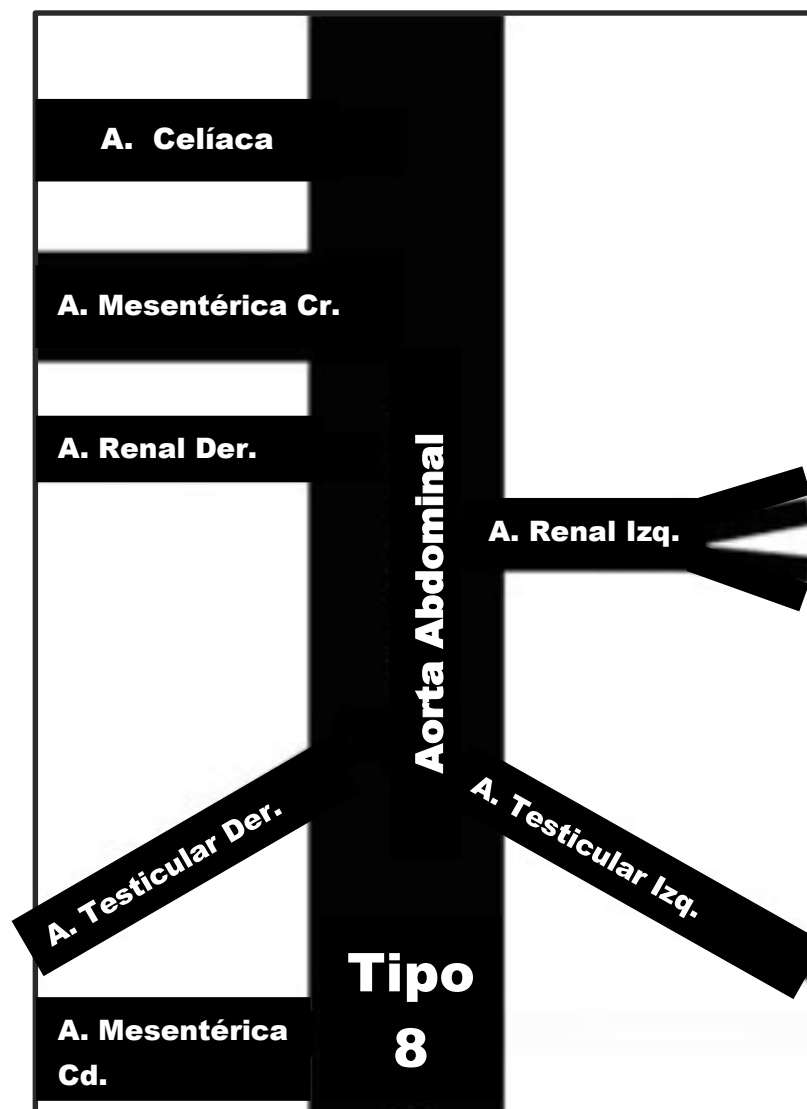 A. Celíaca
A. Mesentérica Cr.
A. Renal Der.
A. Renal Izq.
Aorta Abdominal
A. Testicular Der.
A. Testicular Izq.
A. Mesentérica
Cd.
Tipo
8